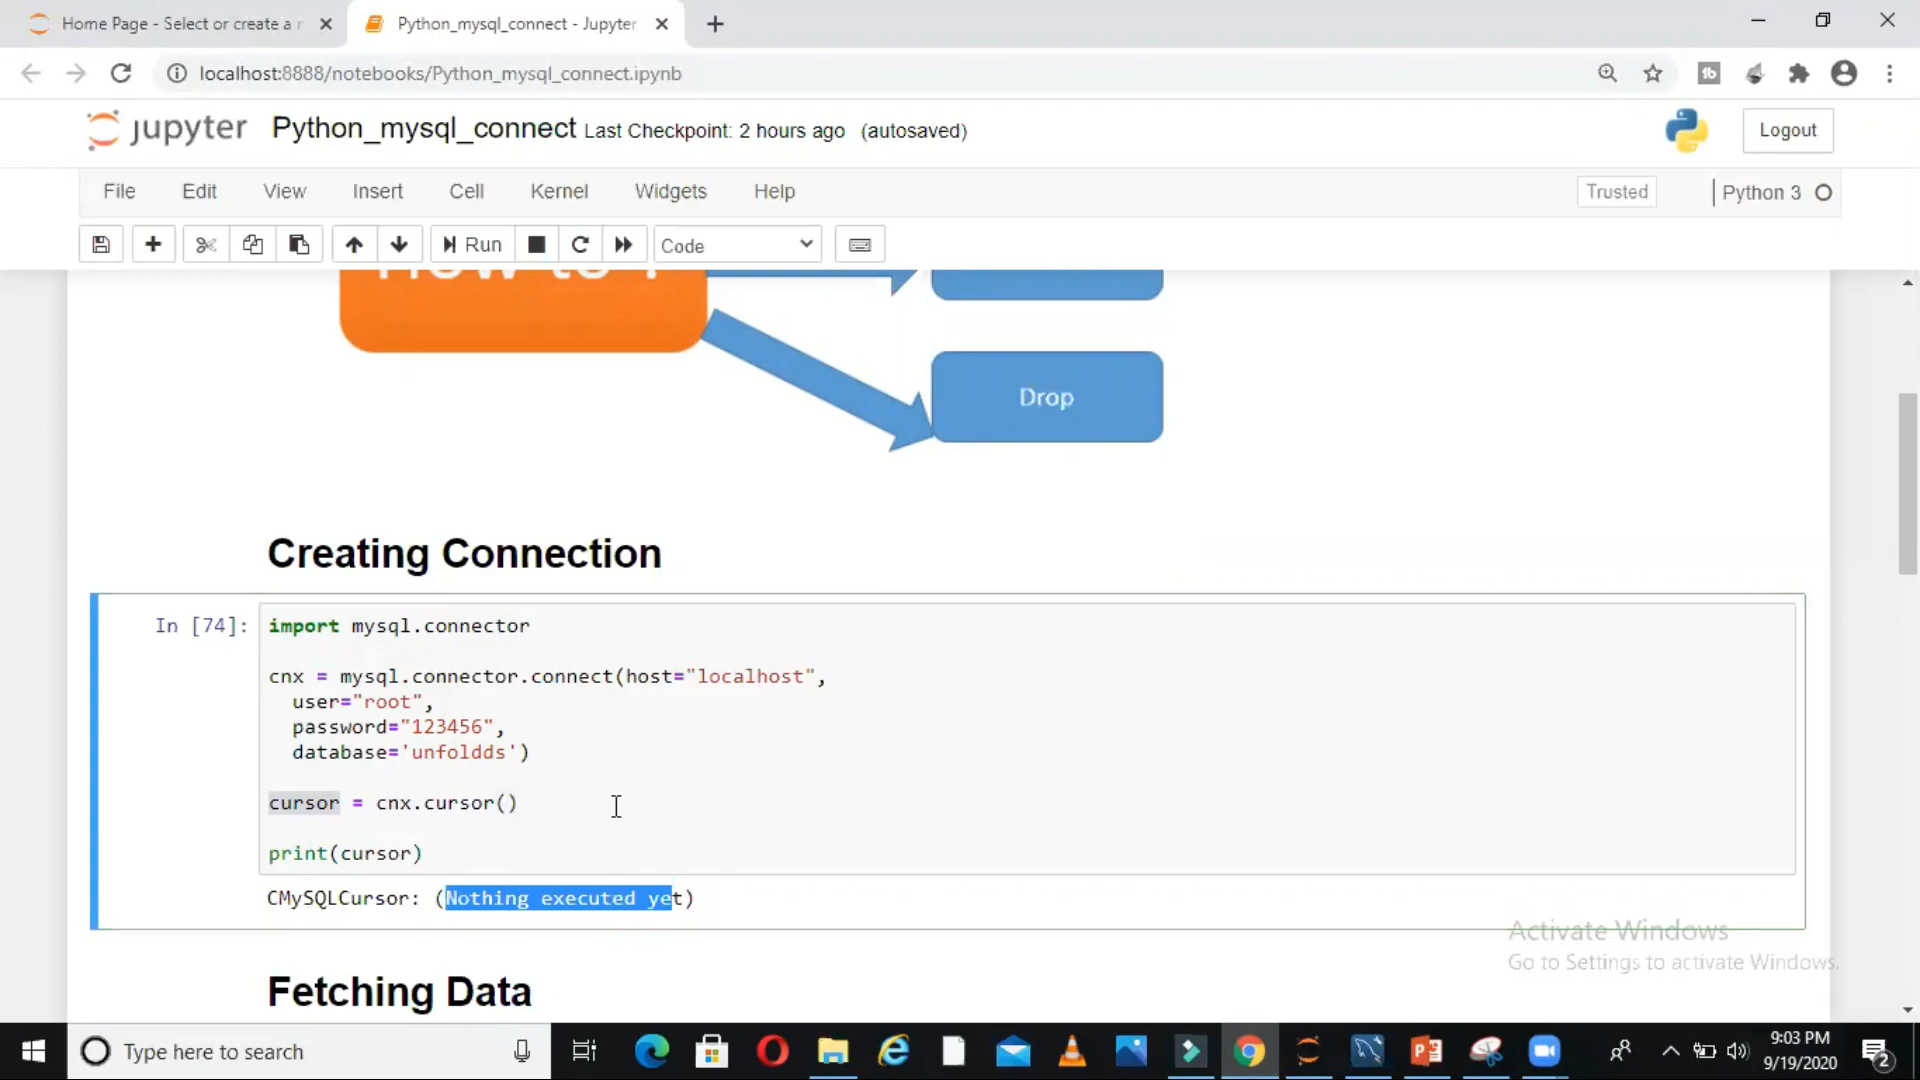 Home Page - Select or create a r
Python_mysql_connect - Jupyter
localhost:8888/notebooks/Python_mysql_connect.ipynb
jupyter Python_mysql_connect Last Checkpoint: 2 hours ago (autosaved)
Logout
File Edit View Insert Cell Kernel Widgets Help
Trusted
Python 3
Run
Code
How to ?
Drop
Creating Connection
In [74]:
import mysql.connector
cnx = mysql.connector.connect(host="localhost",
user="root",
password="123456",
database='unfoldds')
cursor = cnx.cursor()
print(cursor)
CMySQLCursor: (Nothing executed yet)
Activate Windows
Go to Settings to activate Windows.
Fetching Data
Type here to search
9:03 PM
9/19/2020
2